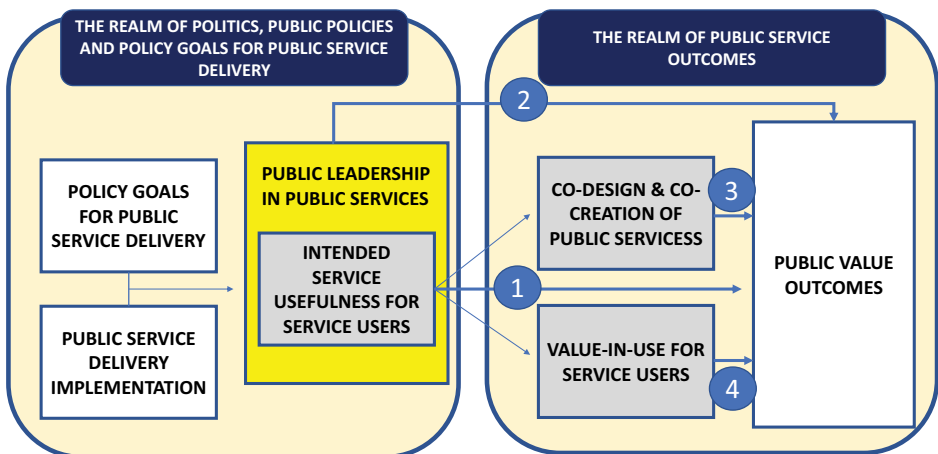 THE REALM OF POLITICS, PUBLIC POLICIES
AND POLICY GOALS FOR PUBLIC SERVICE
DELIVERY
THE REALM OF PUBLIC SERVICE
OUTCOMES
2
POLICY GOALS
FOR PUBLIC
SERVICE DELIVERY
PUBLIC SERVICE
DELIVERY
IMPLEMENTATION
PUBLIC LEADERSHIP
IN PUBLIC SERVICES
INTENDED
SERVICE
USEFULNESS FOR
SERVICE USERS
CO-DESIGN & CO-
CREATION OF
PUBLIC SERVICESS
3
1
VALUE-IN-USE FOR
SERVICE USERS
4
PUBLIC VALUE
OUTCOMES